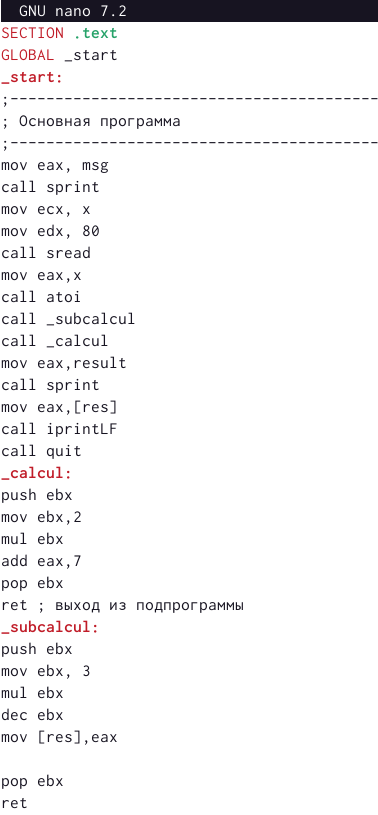 GNU nano 7.2
SECTION .text
GLOBAL _start
_start:
;-----------------------------------------
; Основная программа
;-----------------------------------------
mov eax, msg
call sprint
mov ecx, x
mov edx, 80
call sread
mov eax,x
call atoi
call _subcalcul
call _calcul
mov eax,result
call sprint
mov eax,[res]
call iprintLF
call quit
_calcul:
push ebx
mov ebx,2
mul ebx
add eax,7
pop ebx
ret ; выход из подпрограммы
_subcalcul:
push ebx
mov ebx, 3
mul ebx
dec ebx
mov [res],eax

pop ebx
ret